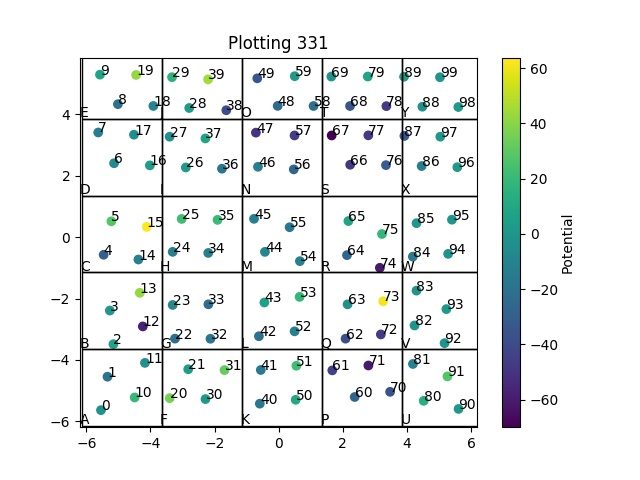 Plotting 331
9 19 29 39 49 59 69 79 89 99
8 18 28 38 48 58 68 78 88 98
E I O T Y
7 17 27 37 47 57 67 77 87 97
6 16 26 36 46 56 66 76 86 96
D I N S X
5 15 25 35 45 55 65 75 85 95
4 14 24 34 44 54 64 74 84 94
C H M R W
3 13 23 33 43 53 63 73 83 93
2 12 22 32 42 52 62 72 82 92
B G L Q V
1 11 21 31 41 51 61 71 81 91
0 10 20 30 40 50 60 70 80 90
A F K P U
4
2
0
−2
−4
−6
−6 −4 −2 0 2 4 6
60
40
20
0
−20
−40
−60
Potential